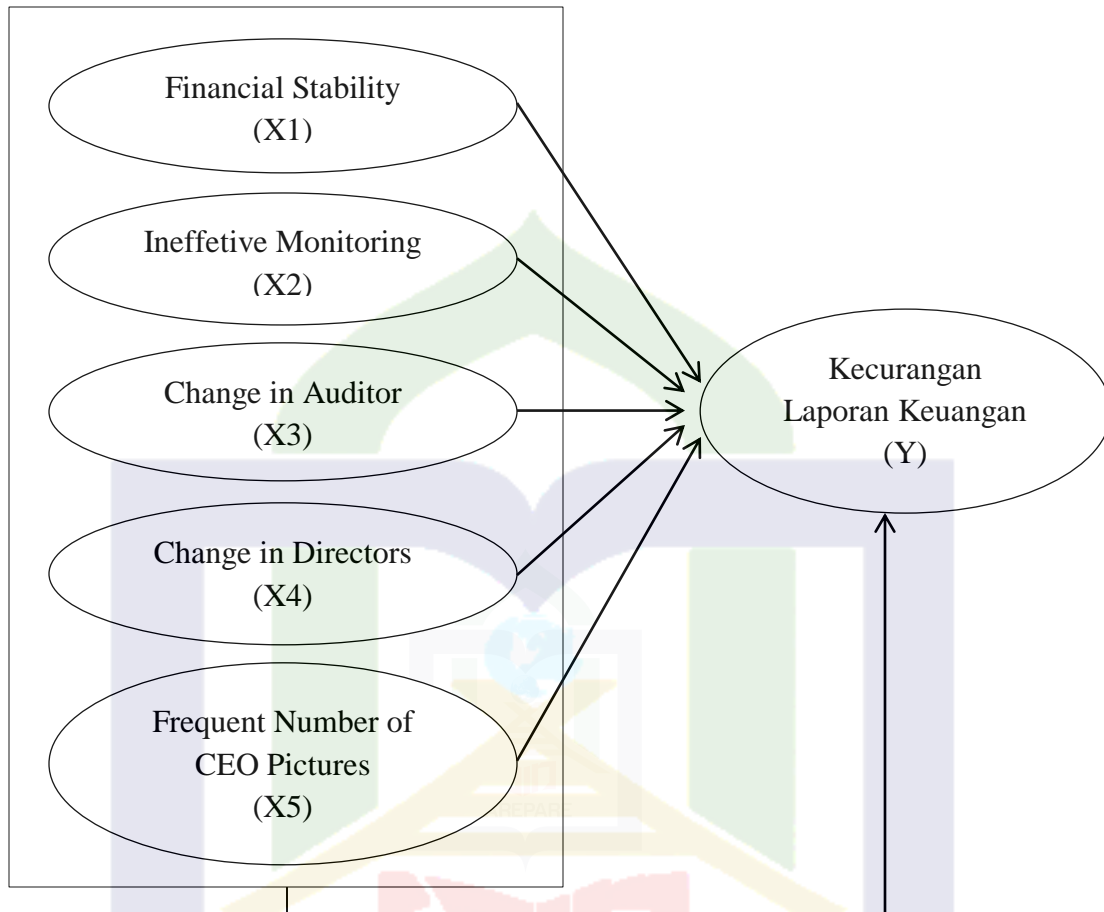 Financial Stability
(X1)
Ineffetive Monitoring
(X2)
Change in Auditor
(X3)
Change in Directors
(X4)
Frequent Number of
CEO Pictures
(X5)
Kecurangan
Laporan Keuangan
(Y)